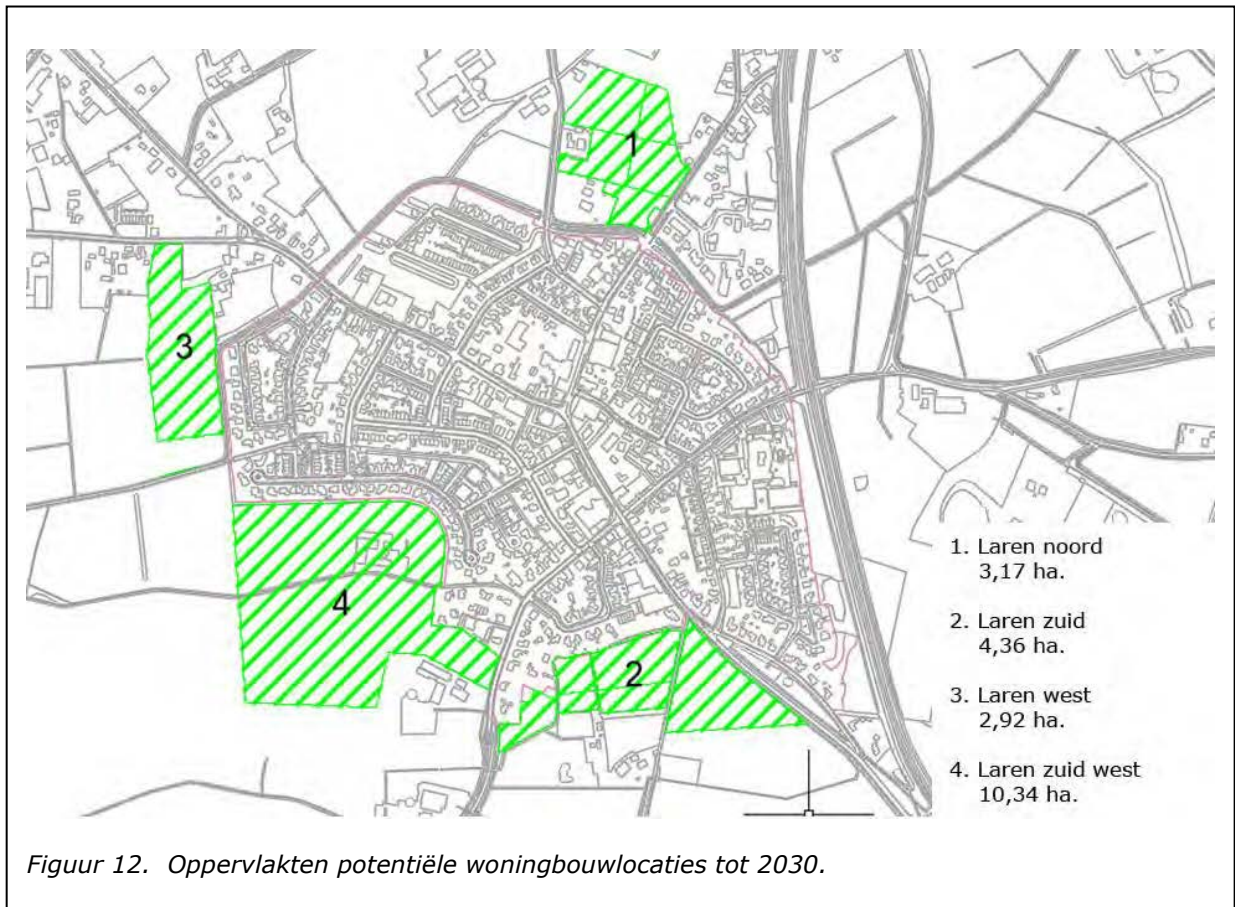 1
3
4
2
1. Laren noord
3,17 ha.
2. Laren zuid
4,36 ha.
3. Laren west
2,92 ha.
4. Laren zuid west
10,34 ha.
Figuur 12. Oppervlakten potentiële woningbouwlocaties tot 2030.